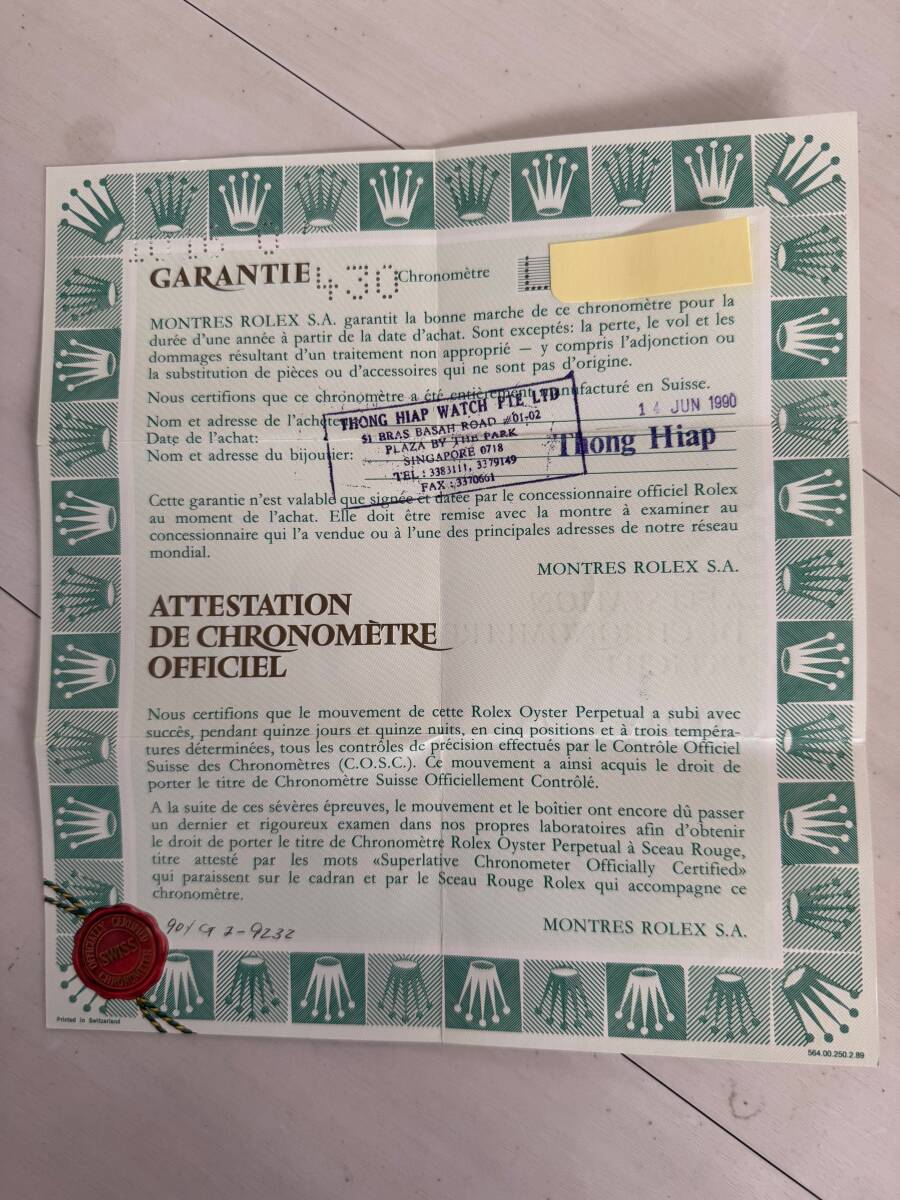 GARANTIE 430 Chronomètre L
MONTRES ROLEX S.A. garantit la bonne marche de ce chronomètre pour la
durée d'une année à partir de la date d'achat. Sont exceptés: la perte, le vol et les
dommages résultant d'un traitement non approprié — y compris l'adjonction ou
la substitution de pièces ou d'accessoires qui ne sont pas d'origine.
Nous certifions que ce chronomètre a été entièrement manufacturé en Suisse.
Nom et adresse de l'achete
Date de l'achat:
Nom et adresse du bijoutier:
THONG HIAP WATCH PTE LTD
51 BRAS BASAH ROAD #01-02
PLAZA BY THE PARK
SINGAPORE 0718
TEL : 3383111, 3379149
FAX : 3370661
14 JUN 1990
Thong Hiap
Cette garantie n'est valable que signée et datée par le concessionnaire officiel Rolex
au moment de l'achat. Elle doit être remise avec la montre à examiner au
concessionnaire qui l'a vendue ou à l'une des principales adresses de notre réseau
mondial.
MONTRES ROLEX S.A.
ATTESTATION
DE CHRONOMÈTRE
OFFICIEL
Nous certifions que le mouvement de cette Rolex Oyster Perpetual a subi avec
succès, pendant quinze jours et quinze nuits, en cinq positions et à trois tempéra-
tures déterminées, tous les contrôles de précision effectués par le Contrôle Officiel
Suisse des Chronomètres (C.O.S.C.). Ce mouvement a ainsi acquis le droit de
porter le titre de Chronomètre Suisse Officiellement Contrôlé.
A la suite de ces sévères épreuves, le mouvement et le boîtier ont encore dû passer
un dernier et rigoureux examen dans nos propres laboratoires afin d'obtenir
le droit de porter le titre de Chronomètre Rolex Oyster Perpetual à Sceau Rouge,
titre attesté par les mots «Superlative Chronometer Officially Certified»
qui paraissent sur le cadran et par le Sceau Rouge Rolex qui accompagne ce
chronomètre.
MONTRES ROLEX S.A.
OFFICIALLY CERTIFIED
SWISS
CHRONOMETER
Printed in Switzerland
564.00.250.2.89